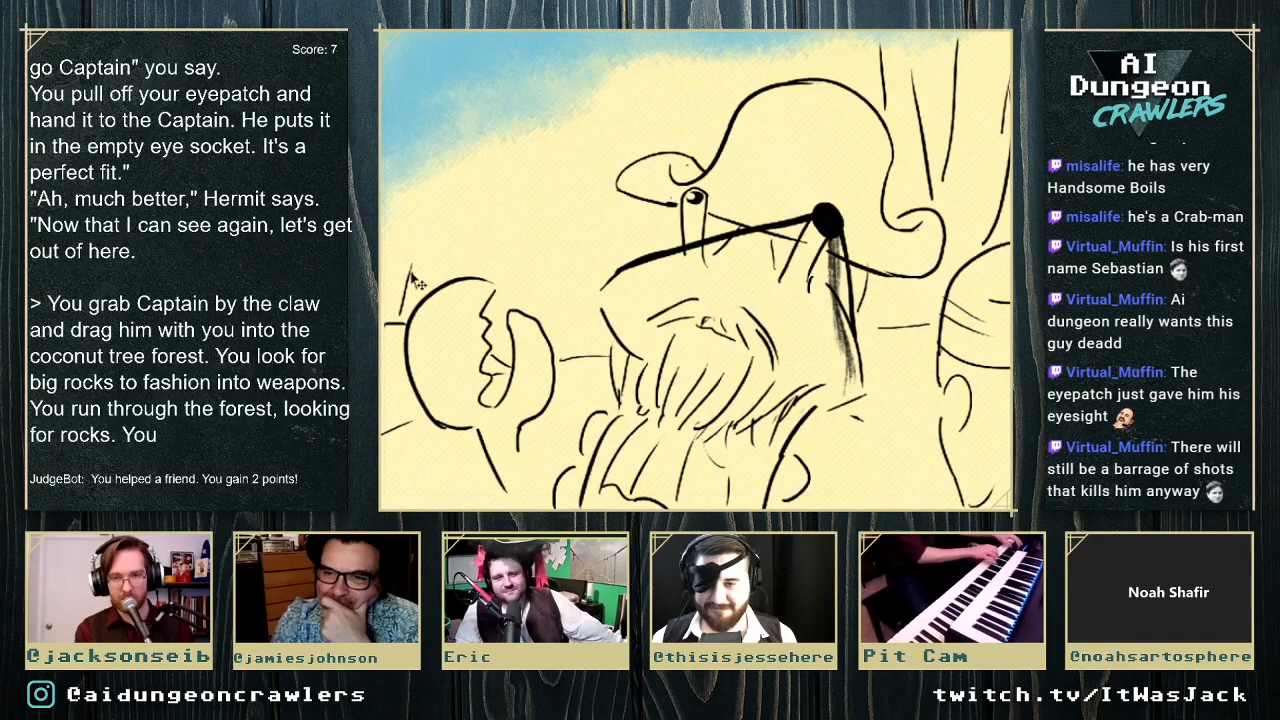 Score: 7
go Captain" you say.
You pull off your eyepatch and
hand it to the Captain. He puts it
in the empty eye socket. It's a
perfect fit."
"Ah, much better," Hermit says.
"Now that I can see again, let's get
out of here.
> You grab Captain by the claw
and drag him with you into the
coconut tree forest. You look for
big rocks to fashion into weapons.
You run through the forest, looking
for rocks. You
JudgeBot: You helped a friend. You gain 2 points!
AI
Dungeon
CRAWLERS
misalife: he has very
Handsome Boils
misalife: he's a Crab-man
Virtual_Muffin: Is his first
name Sebastian
Virtual_Muffin: Ai
dungeon really wants this
guy deadd
Virtual_Muffin: The
eyepatch just gave him his
eyesight
Virtual_Muffin: There will
still be a barrage of shots
that kills him anyway
Noah Shafir
@jacksonseib
@jamiesjohnson
Eric
@thisisjessehere
Pit Cam
@noahsartosphere
@aidungeoncrawlers
twitch.tv/ItWasJack